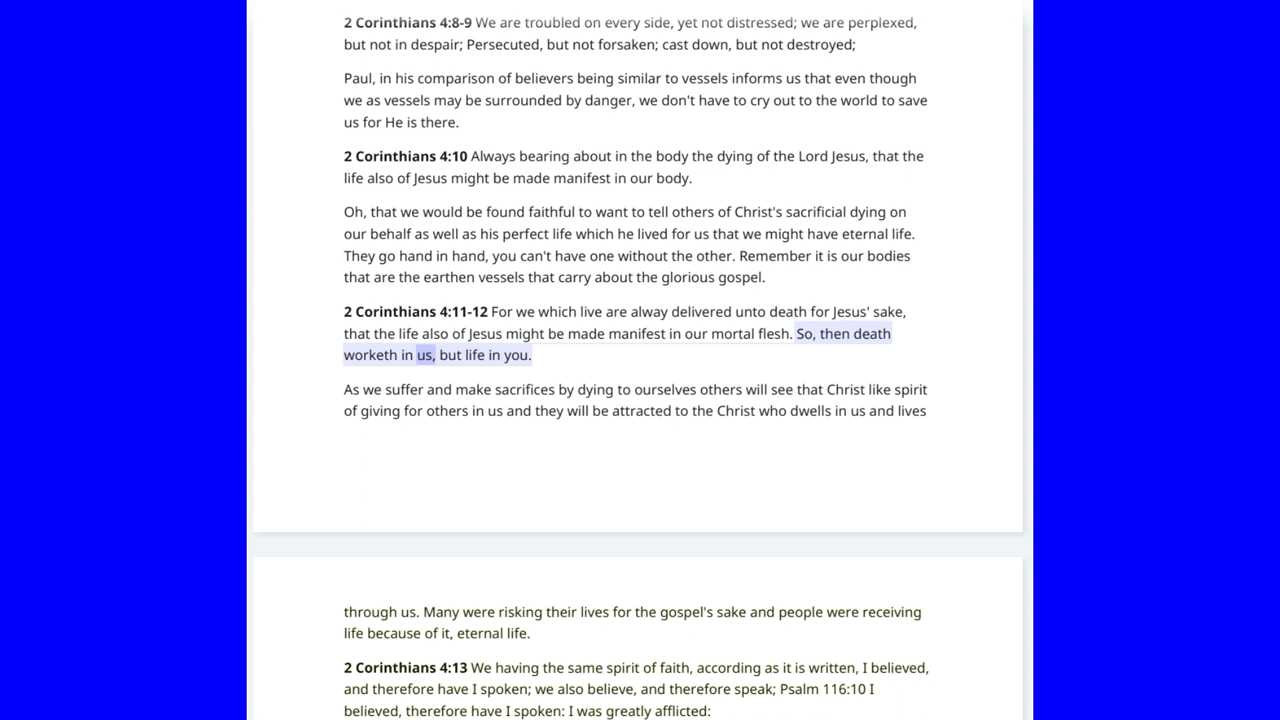 2 Corinthians 4:8-9 We are troubled on every side, yet not distressed; we are perplexed,
but not in despair; Persecuted, but not forsaken; cast down, but not destroyed;
Paul, in his comparison of believers being similar to vessels informs us that even though
we as vessels may be surrounded by danger, we don't have to cry out to the world to save
us for He is there.
2 Corinthians 4:10 Always bearing about in the body the dying of the Lord Jesus, that the
life also of Jesus might be made manifest in our body.
Oh, that we would be found faithful to want to tell others of Christ's sacrificial dying on
our behalf as well as his perfect life which he lived for us that we might have eternal life.
They go hand in hand, you can't have one without the other. Remember it is our bodies
that are the earthen vessels that carry about the glorious gospel.
2 Corinthians 4:11-12 For we which live are alway delivered unto death for Jesus' sake,
that the life also of Jesus might be made manifest in our mortal flesh. So, then death
worketh in us, but life in you.
As we suffer and make sacrifices by dying to ourselves others will see that Christ like spirit
of giving for others in us and they will be attracted to the Christ who dwells in us and lives
through us. Many were risking their lives for the gospel's sake and people were receiving
life because of it, eternal life.
2 Corinthians 4:13 We having the same spirit of faith, according as it is written, I believed,
and therefore have I spoken; we also believe, and therefore speak; Psalm 116:10 I
believed, therefore have I spoken: I was greatly afflicted: